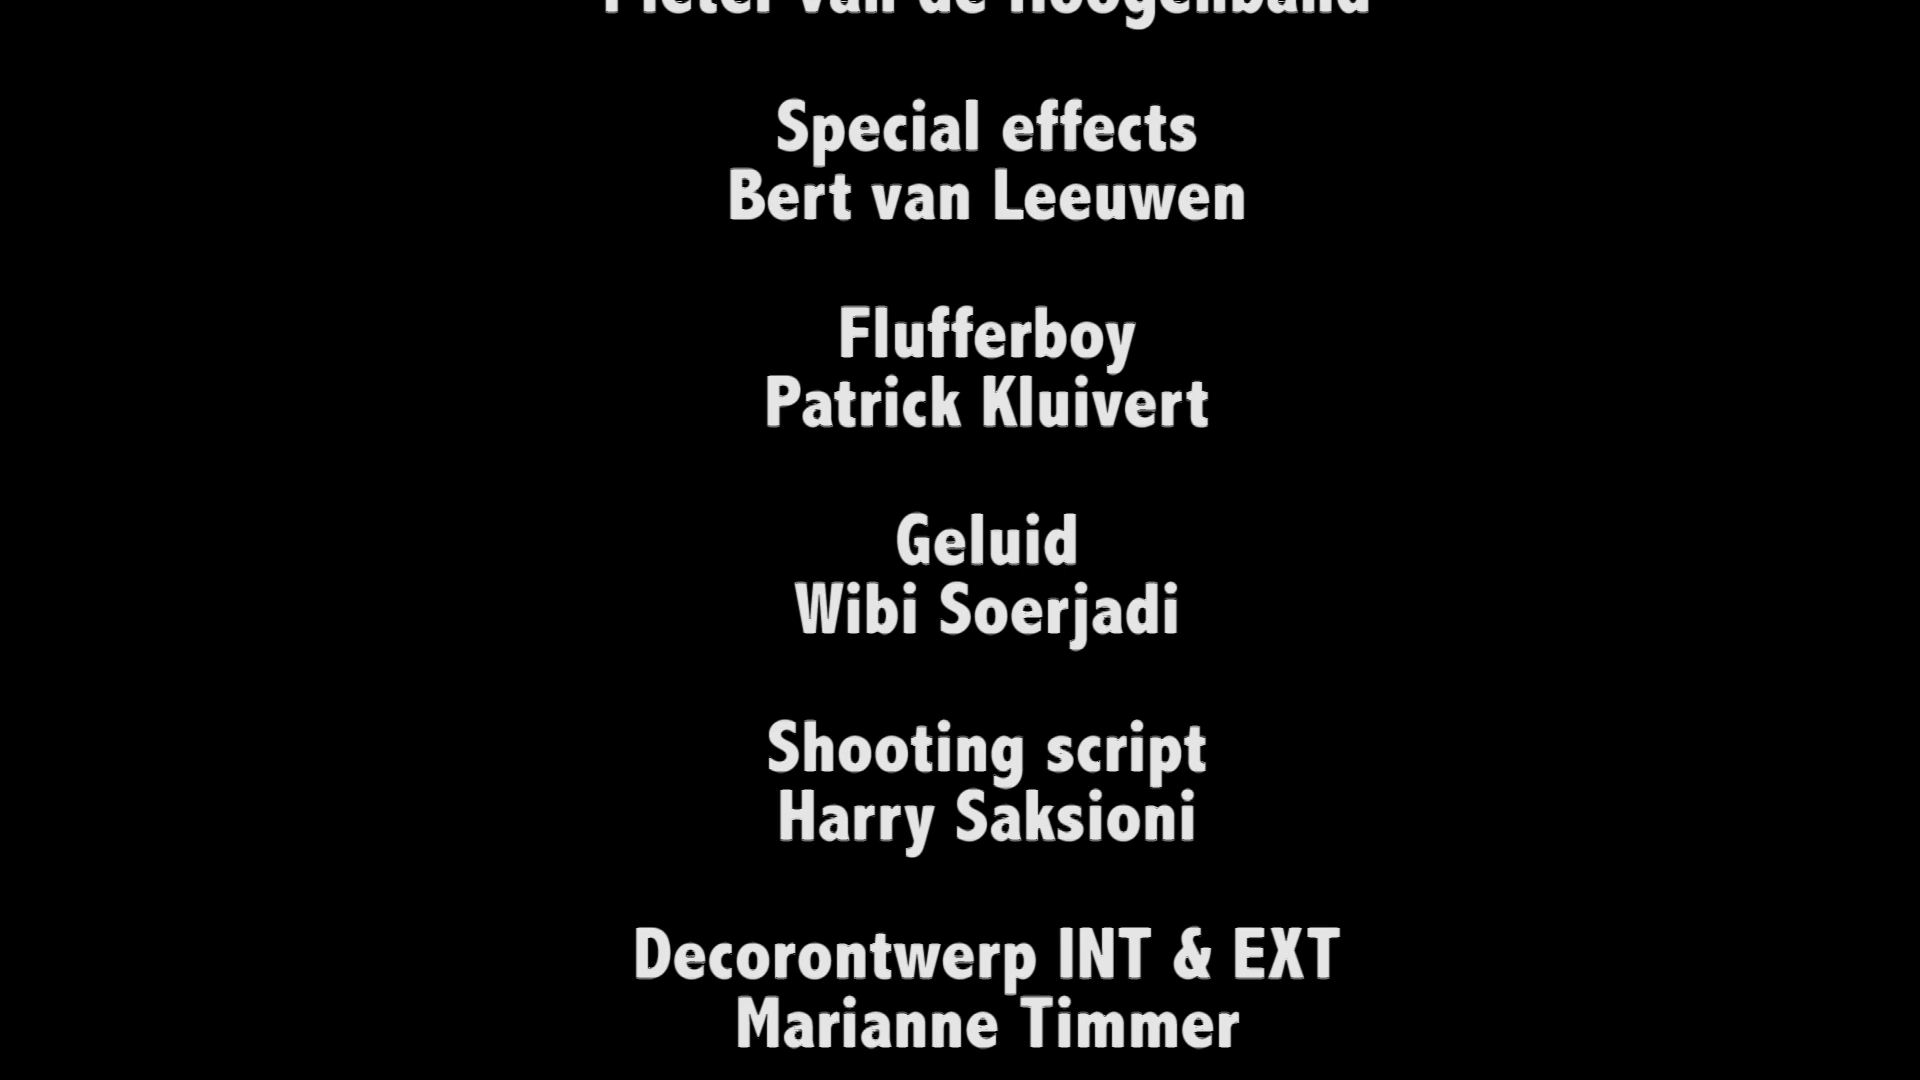 Pieter van de Hoogenband
Special effects
Bert van Leeuwen
Flufferboy
Patrick Kluivert
Geluid
Wibi Soerjadi
Shooting script
Harry Saksioni
Decorontwerp INT & EXT
Marianne Timmer